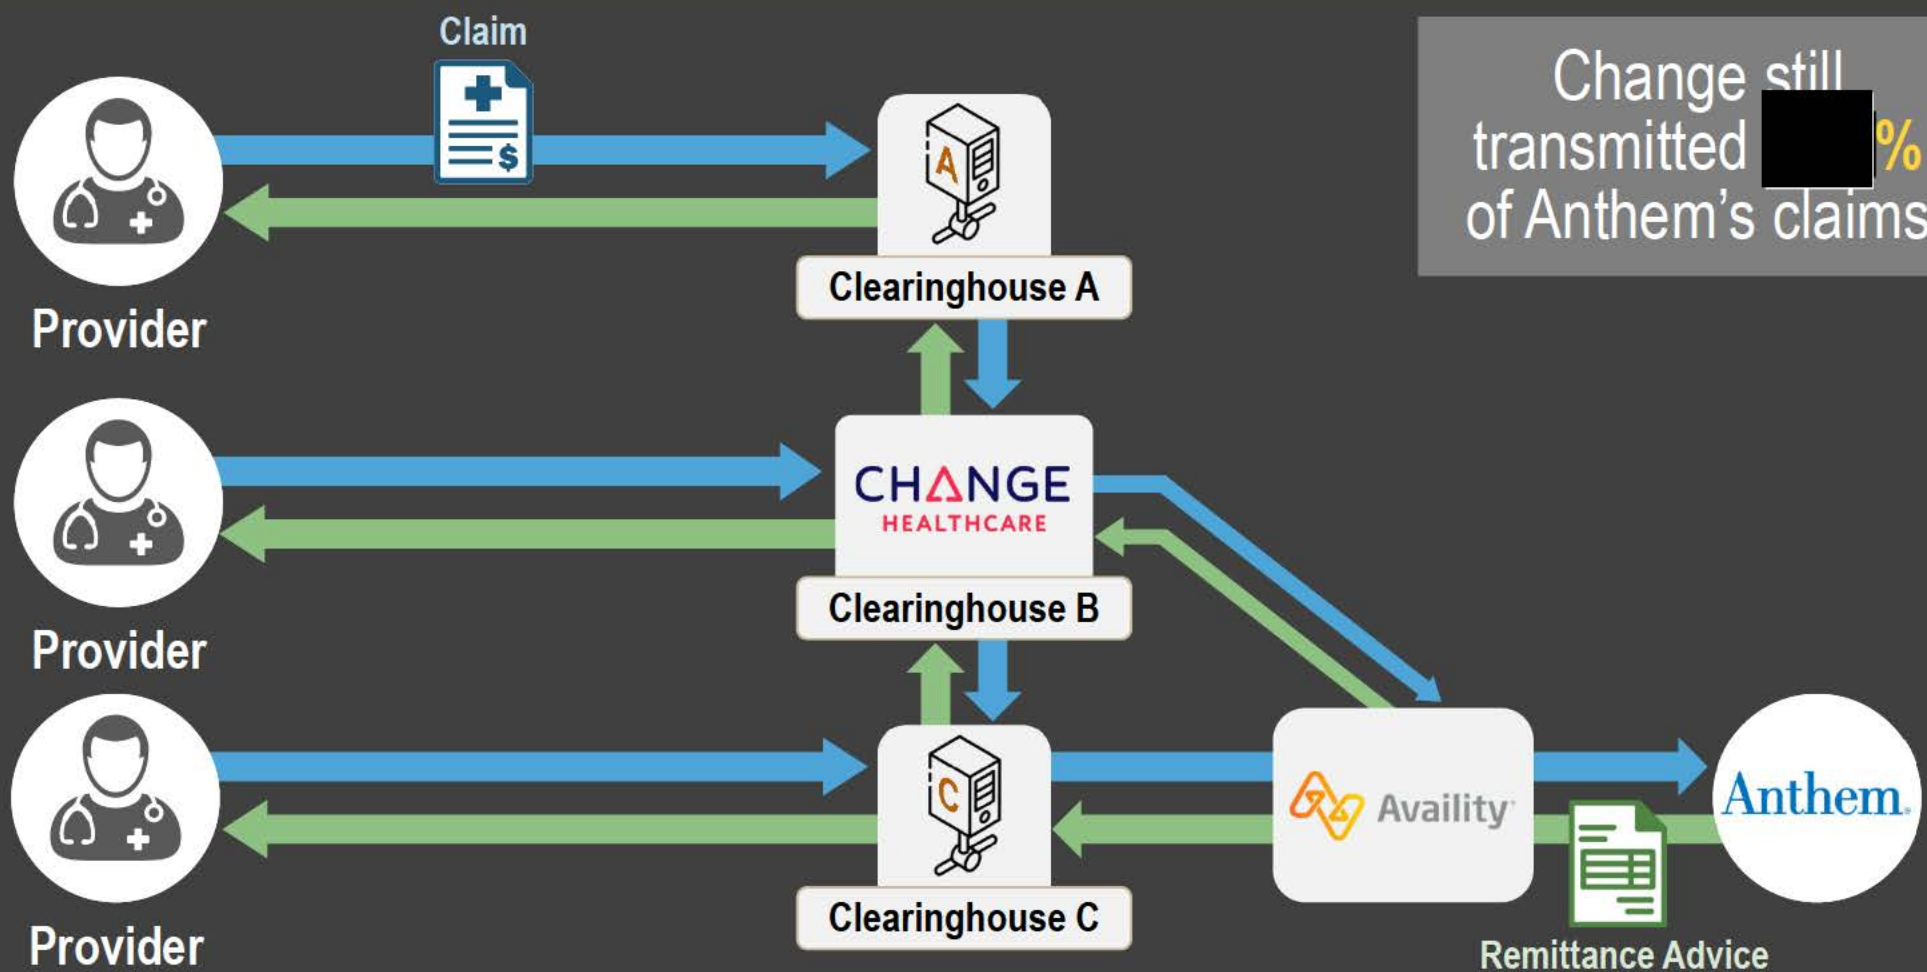 Claim
Change still
transmitted %
of Anthem's claims
$
A
Clearinghouse A
Provider
CHANGE
HEALTHCARE
Clearinghouse B
Provider
C
Clearinghouse C
Availity
Anthem.
Provider
Remittance Advice